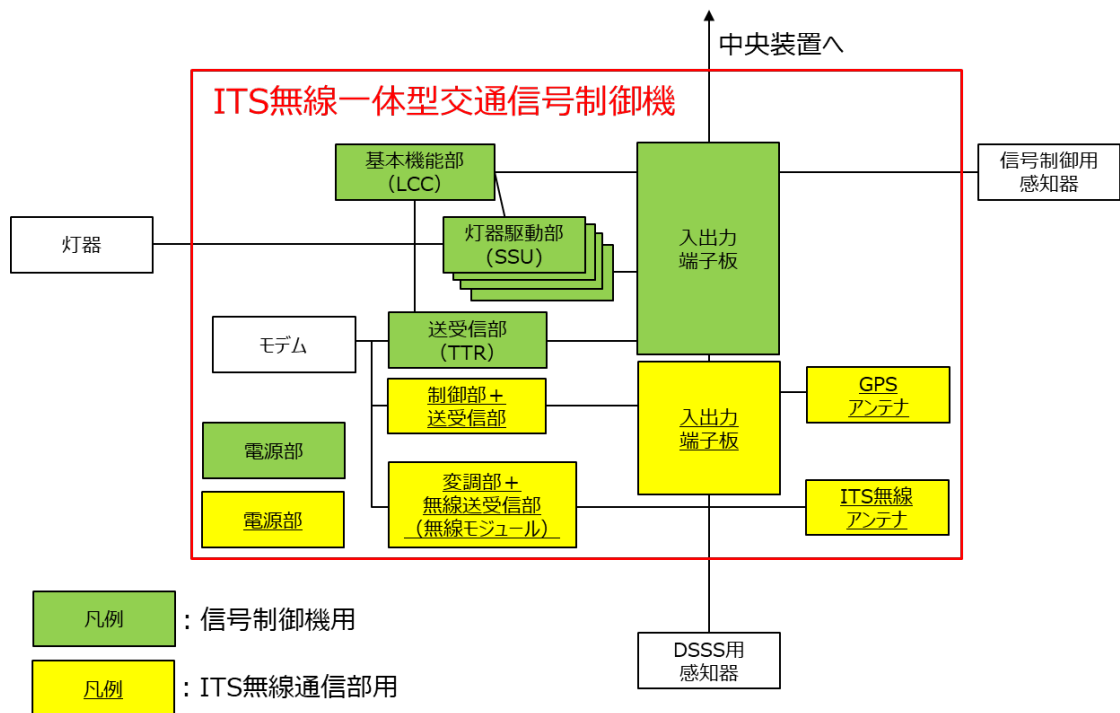 中央装置へ
ITS無線一体型交通信号制御機
基本機能部
（LCC）
信号制御用
感知器
灯器
灯器駆動部
（SSU）
入出力
端子板
モデム
送受信部
（TTR）
制御部＋
送受信部
入出力
端子板
GPS
アンテナ
電源部
電源部
変調部＋
無線送受信部
（無線モジュール）
ITS無線
アンテナ
凡例
：信号制御機用
DSSS用
感知器
凡例
：ITS無線通信部用